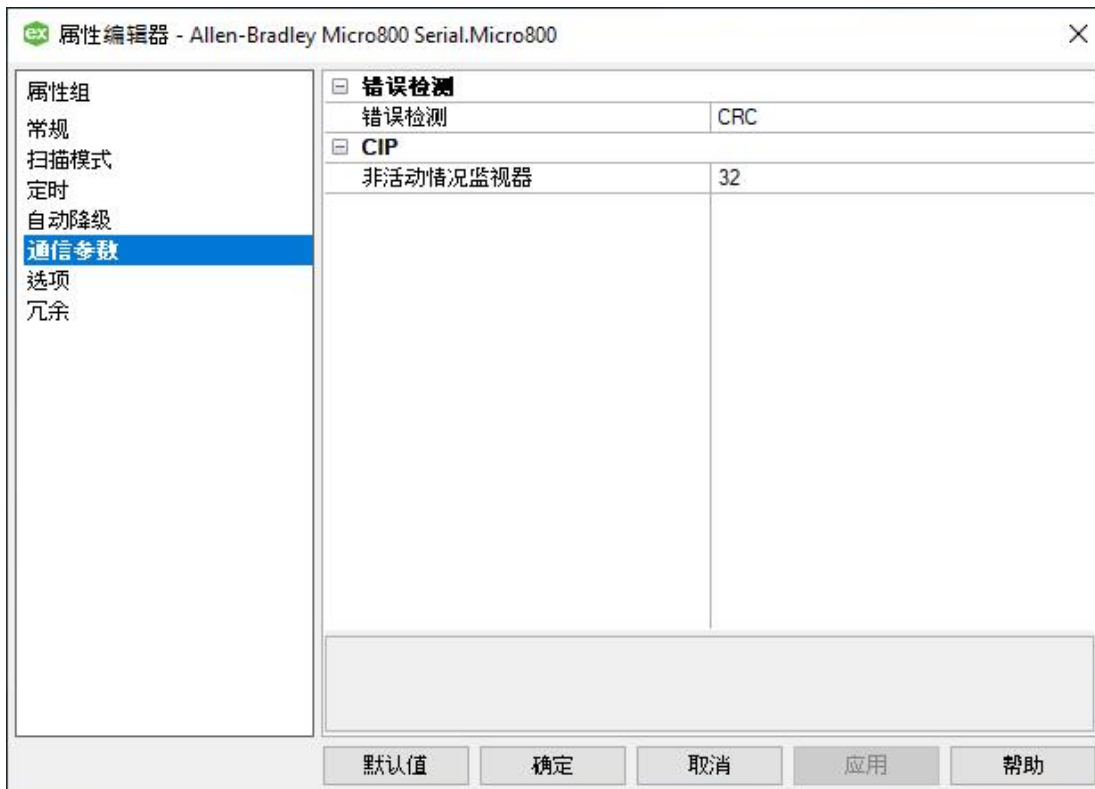 属性编辑器 - Allen-Bradley Micro800 Serial.Micro800
属性组
常规
扫描模式
定时
自动降级
通信参数
选项
冗余
错误检测
错误检测 CRC
CIP
非活动情况监视器 32
默认值 确定 取消 应用 帮助